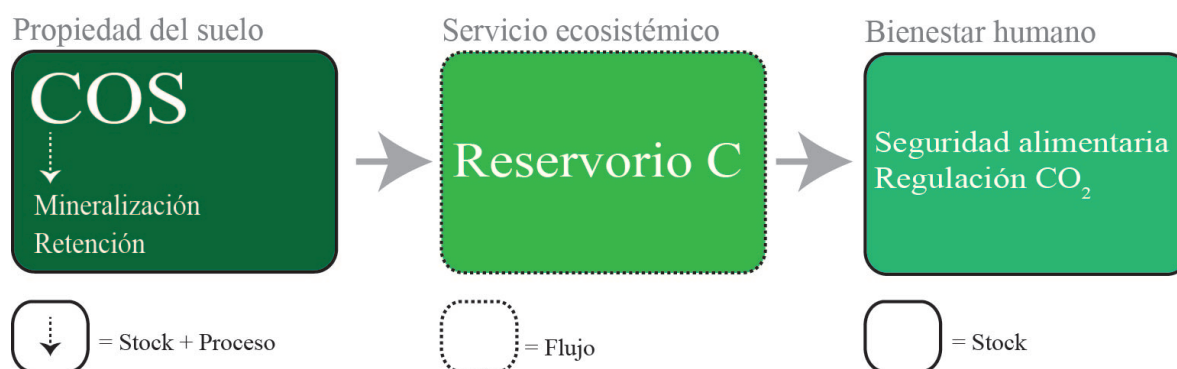 Propiedad del suelo
COS
Mineralización
Retención
Servicio ecosistémico
Reservorio C
Bienestar humano
Seguridad alimentaria
Regulación CO₂
= Stock + Proceso
= Flujo
= Stock